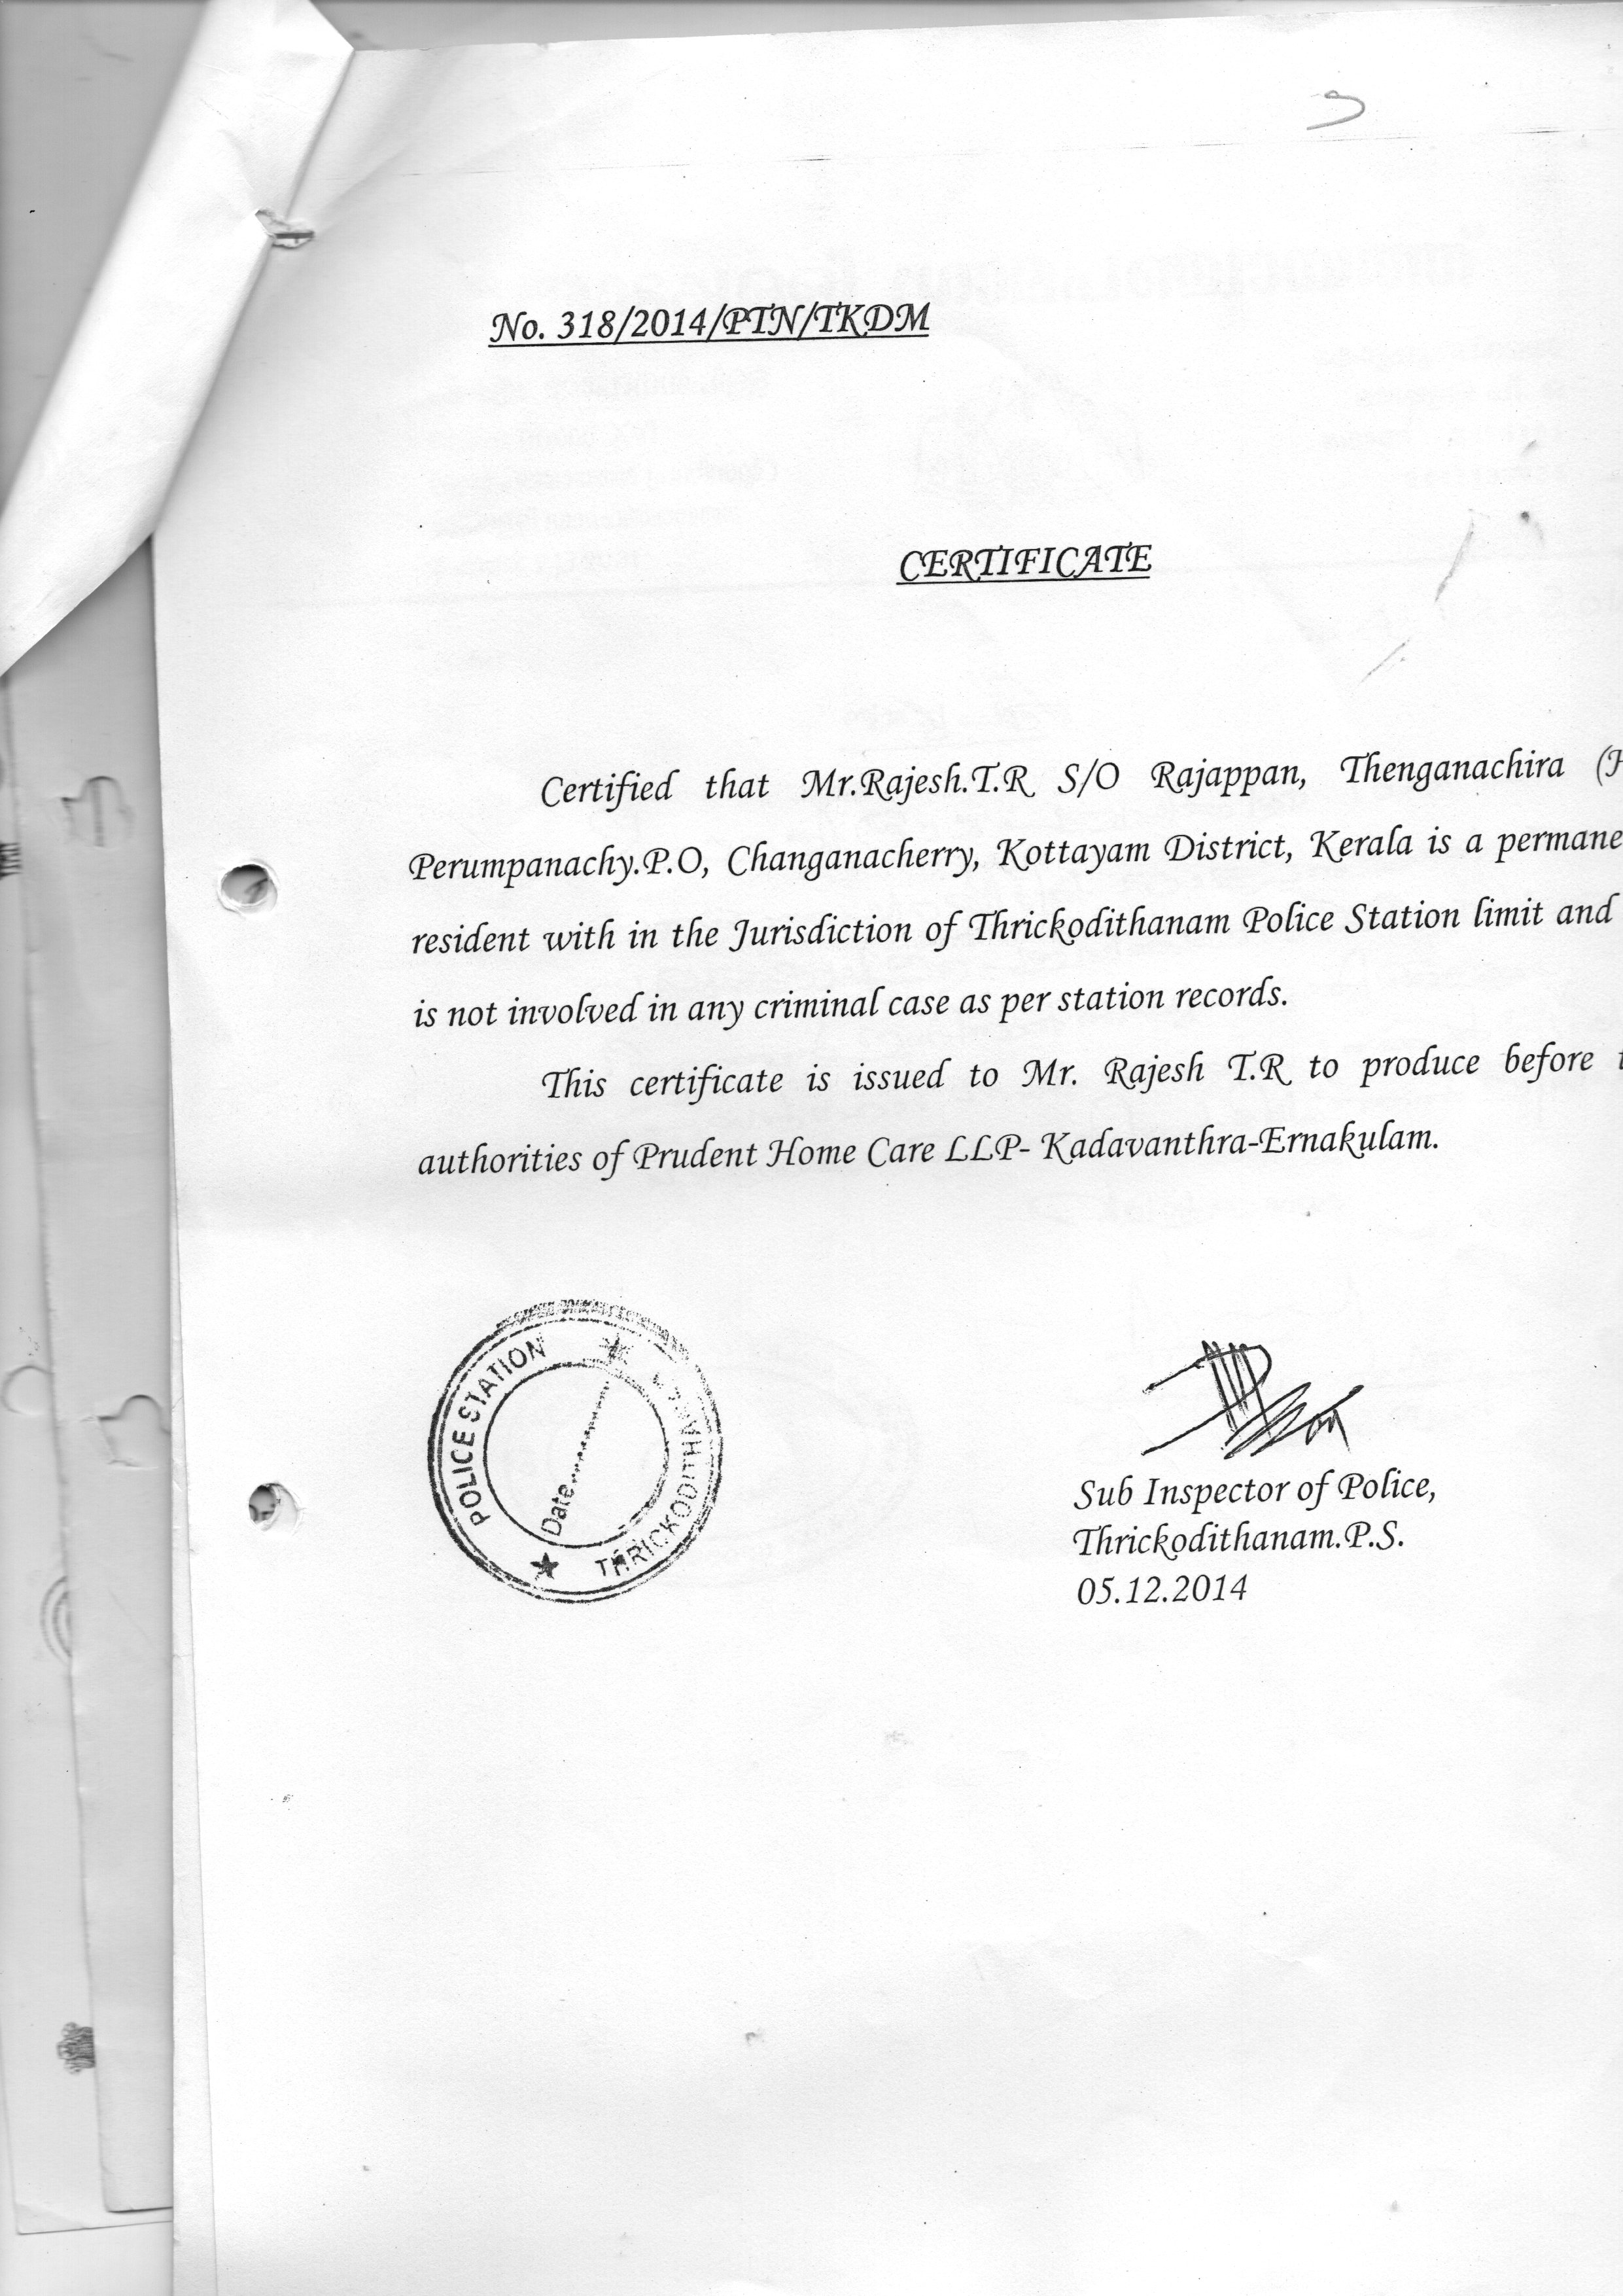 No. 318/2014/PTN/TKDM
CERTIFICATE
Certified that Mr.Rajesh.T.R S/O Rajappan, Thenganachira (H
Perumpanachy.P.O, Changanacherry, Kottayam District, Kerala is a permane
resident with in the Jurisdiction of Thrickodithanam Police Station limit and
is not involved in any criminal case as per station records.
This certificate is issued to Mr. Rajesh T.R to produce before t
authorities of Prudent Home Care LLP- Kadavanthra-Ernakulam.
POLICE STATION
Date
THRICKODITHANAM
Sub Inspector of Police,
Thrickodithanam.P.S.
05.12.2014